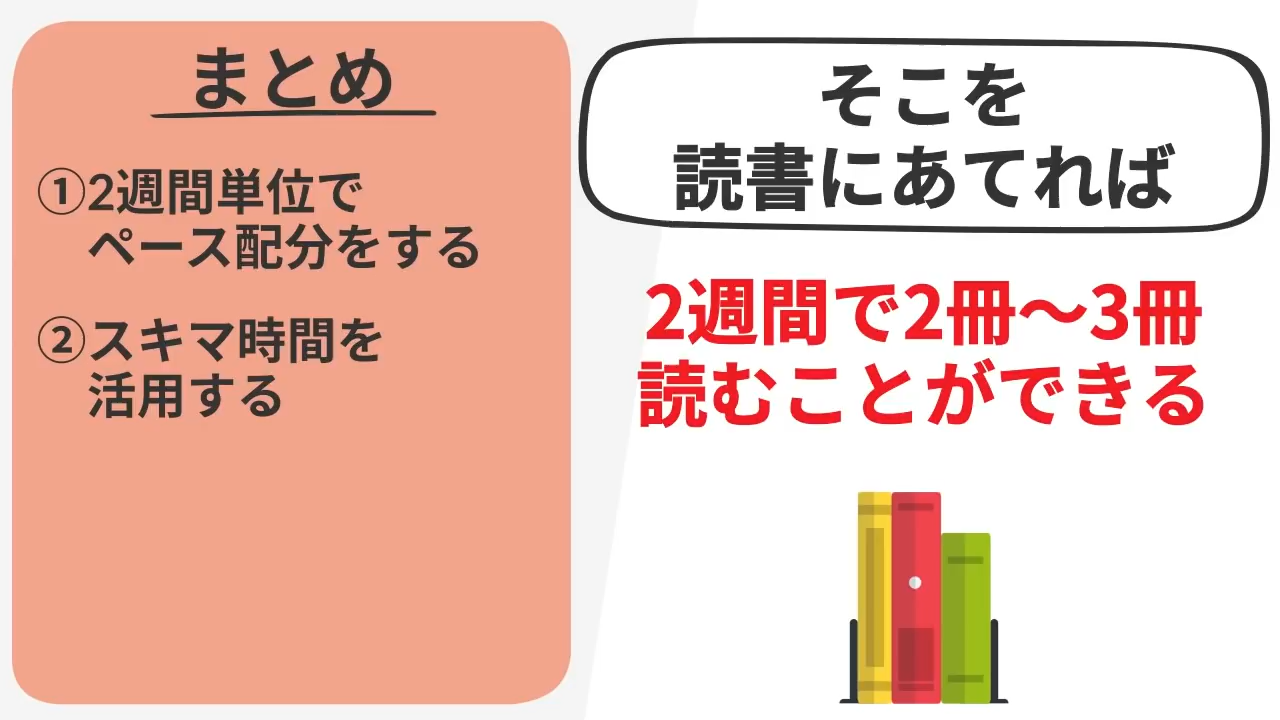 まとめ
①2週間単位で
ペース配分をする
②スキマ時間を
活用する
そこを
読書にあてれば
2週間で2冊〜3冊
読むことができる